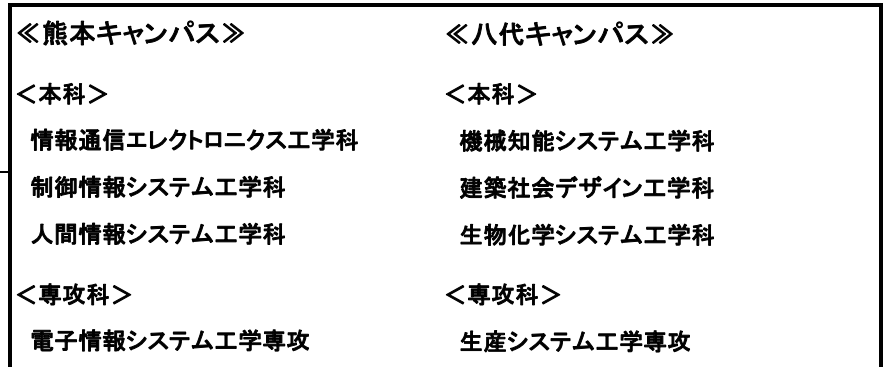 ≪熊本キャンパス≫
＜本科＞
情報通信エレクトロニクス工学科
制御情報システム工学科
人間情報システム工学科
＜専攻科＞
電子情報システム工学専攻
≪八代キャンパス≫
＜本科＞
機械知能システム工学科
建築社会デザイン工学科
生物化学システム工学科
＜専攻科＞
生産システム工学専攻